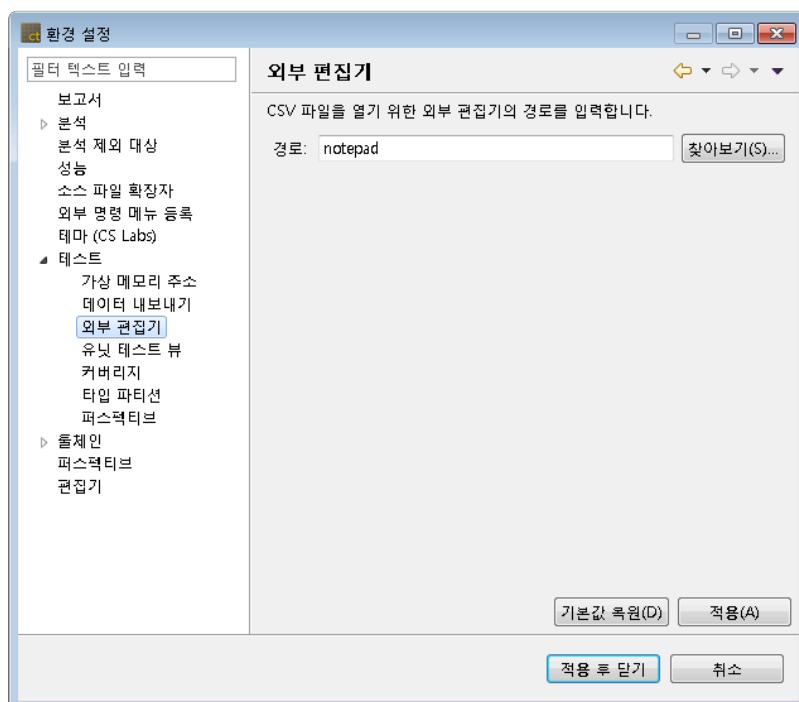 ct 환경 설정
필터 텍스트 입력
보고서
분석
분석 제외 대상
성능
소스 파일 확장자
외부 명령 메뉴 등록
테마 (CS Labs)
테스트
가상 메모리 주소
데이터 내보내기
외부 편집기
유닛 테스트 뷰
커버리지
타입 파티션
퍼스펙티브
툴체인
퍼스펙티브
편집기
외부 편집기
CSV 파일을 열기 위한 외부 편집기의 경로를 입력합니다.
경로: notepad 찾아보기(S)...
기본값 복원(D) 적용(A)
적용 후 닫기 취소